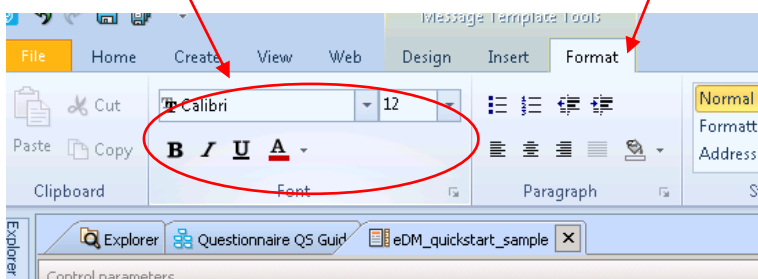 Message Template Tools
File Home Create View Web Design Insert Format
Cut
Calibri 12
Normal
Formatt
Paste Copy
B I U A
Address
Clipboard Font Paragraph S
Explorer
Explorer Questionnaire QS Guid eDM_quickstart_sample
Control parameters